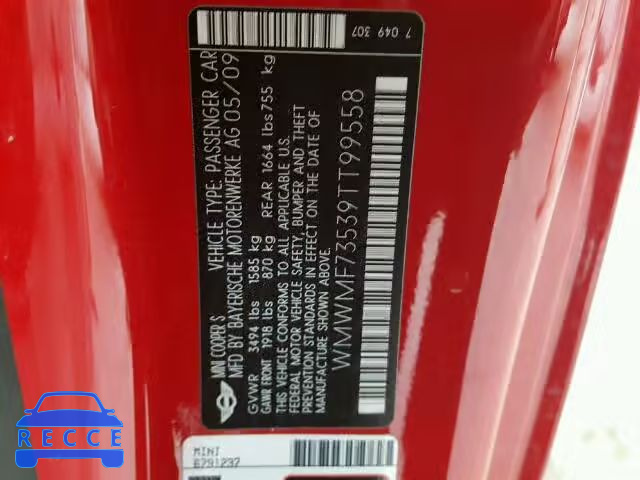 MINI COOPER S VEHICLE TYPE: PASSENGER CAR
MFD BY BAYERISCHE MOTORENWERKE AG 05/09
GVWR 3494 lbs 1585 kg
GAWR FRONT 1918 lbs 870 kg REAR 1664 lbs 755 kg
THIS VEHICLE CONFORMS TO ALL APPLICABLE U.S.
FEDERAL MOTOR VEHICLE SAFETY, BUMPER AND THEFT
PREVENTION STANDARDS IN EFFECT ON THE DATE OF
MANUFACTURE SHOWN ABOVE.
WMWMF73539TT99558
7 049 307
MINI
6791297
RECCE